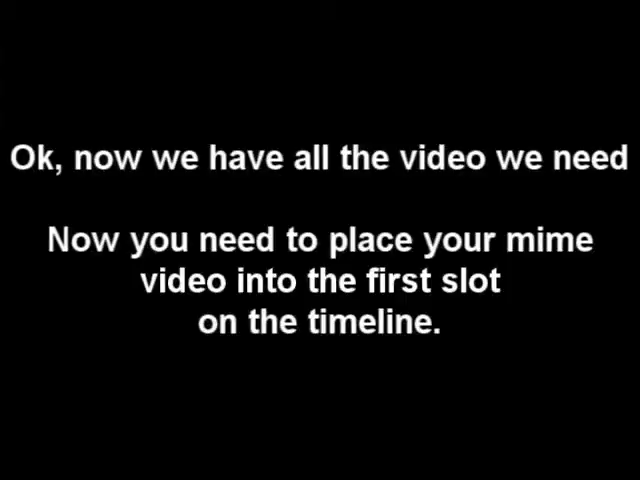 Ok, now we have all the video we need
Now you need to place your mime
video into the first slot
on the timeline.